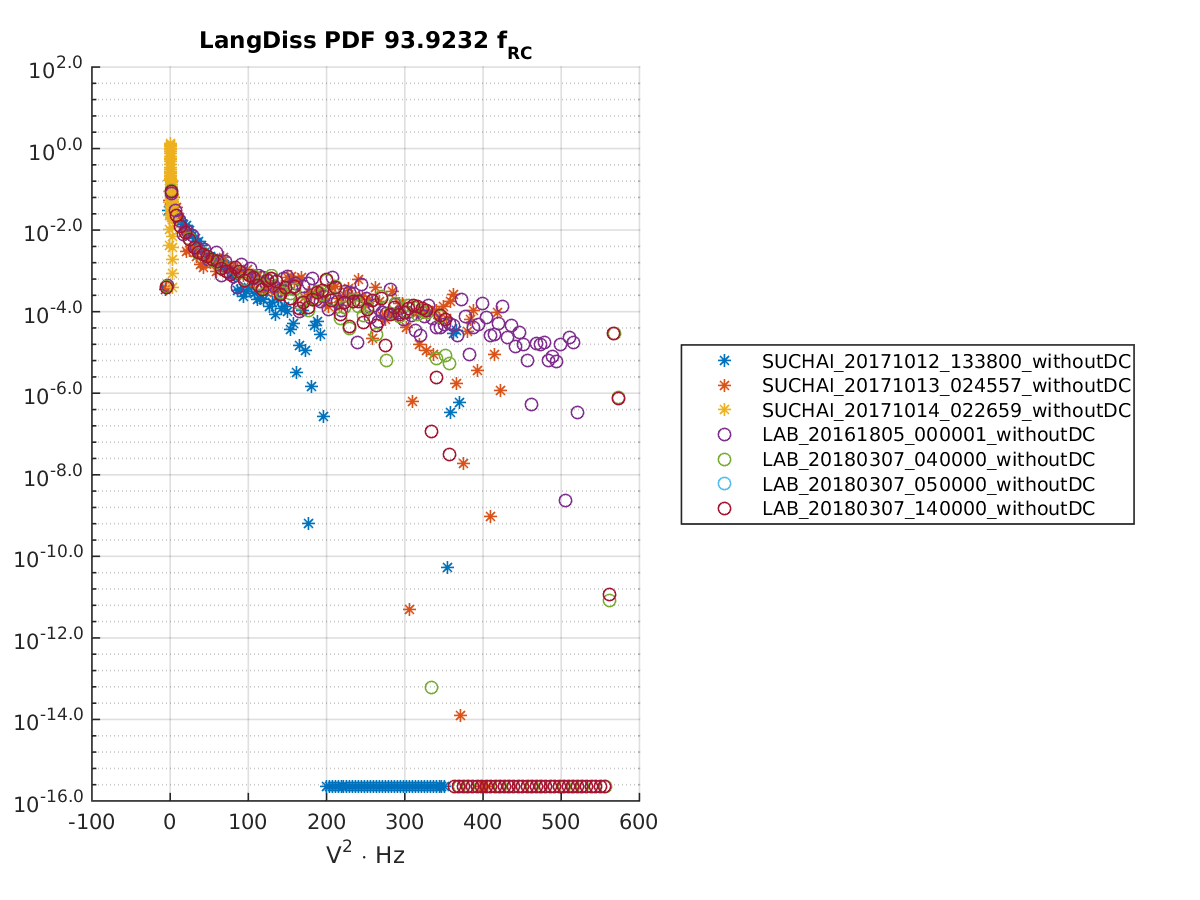 LangDiss PDF 93.9232 f_RC
10^2.0
10^0.0
10^-2.0
10^-4.0
10^-6.0
10^-8.0
10^-10.0
10^-12.0
10^-14.0
10^-16.0
-100 0 100 200 300 400 500 600
V^2 · Hz
SUCHAI_20171012_133800_withoutDC
SUCHAI_20171013_024557_withoutDC
SUCHAI_20171014_022659_withoutDC
LAB_20161805_000001_withoutDC
LAB_20180307_040000_withoutDC
LAB_20180307_050000_withoutDC
LAB_20180307_140000_withoutDC